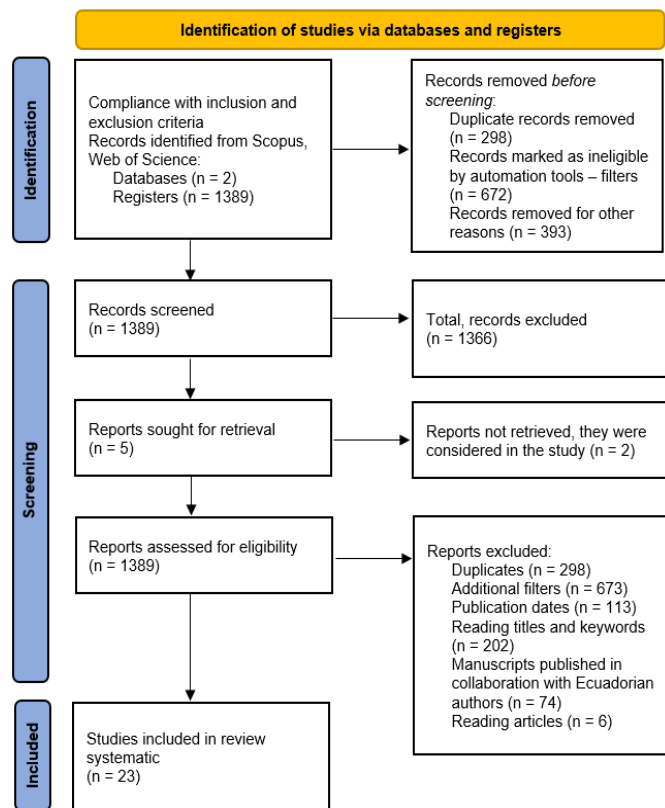 Identification of studies via databases and registers
Identification
Compliance with inclusion and
exclusion criteria
Records identified from Scopus,
Web of Science:
Databases (n = 2)
Registers (n = 1389)
Records removed before
screening:
Duplicate records removed
(n = 298)
Records marked as ineligible
by automation tools – filters
(n = 672)
Records removed for other
reasons (n = 393)
Screening
Records screened
(n = 1389)
Total, records excluded
(n = 1366)
Reports sought for retrieval
(n = 5)
Reports not retrieved, they were
considered in the study (n = 2)
Reports assessed for eligibility
(n = 1389)
Reports excluded:
Duplicates (n = 298)
Additional filters (n = 673)
Publication dates (n = 113)
Reading titles and keywords
(n = 202)
Manuscripts published in
collaboration with Ecuadorian
authors (n = 74)
Reading articles (n = 6)
Included
Studies included in review
systematic
(n = 23)